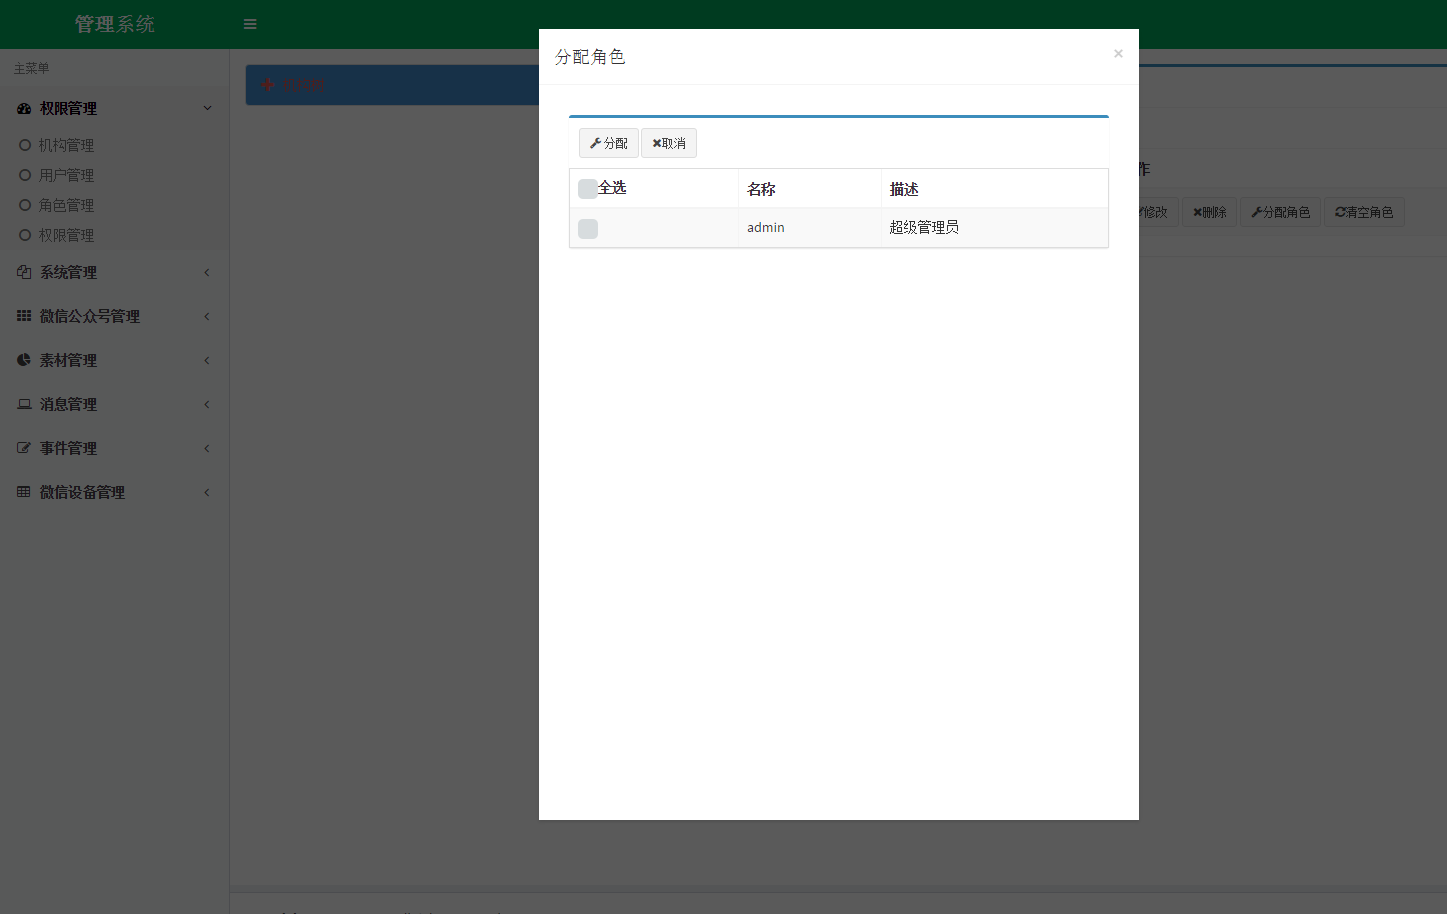 管理系统
主菜单
权限管理
机构管理
用户管理
角色管理
权限管理
系统管理
微信公众号管理
素材管理
消息管理
事件管理
微信设备管理
分配角色
×
分配 取消
全选 名称 描述
admin 超级管理员
作
修改 删除 分配角色 清空角色